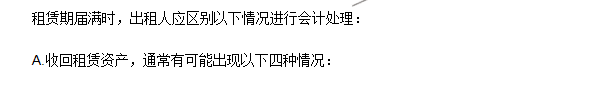 租赁期届满时，出租人应区别以下情况进行会计处理：
A.收回租赁资产，通常有可能出现以下四种情况：